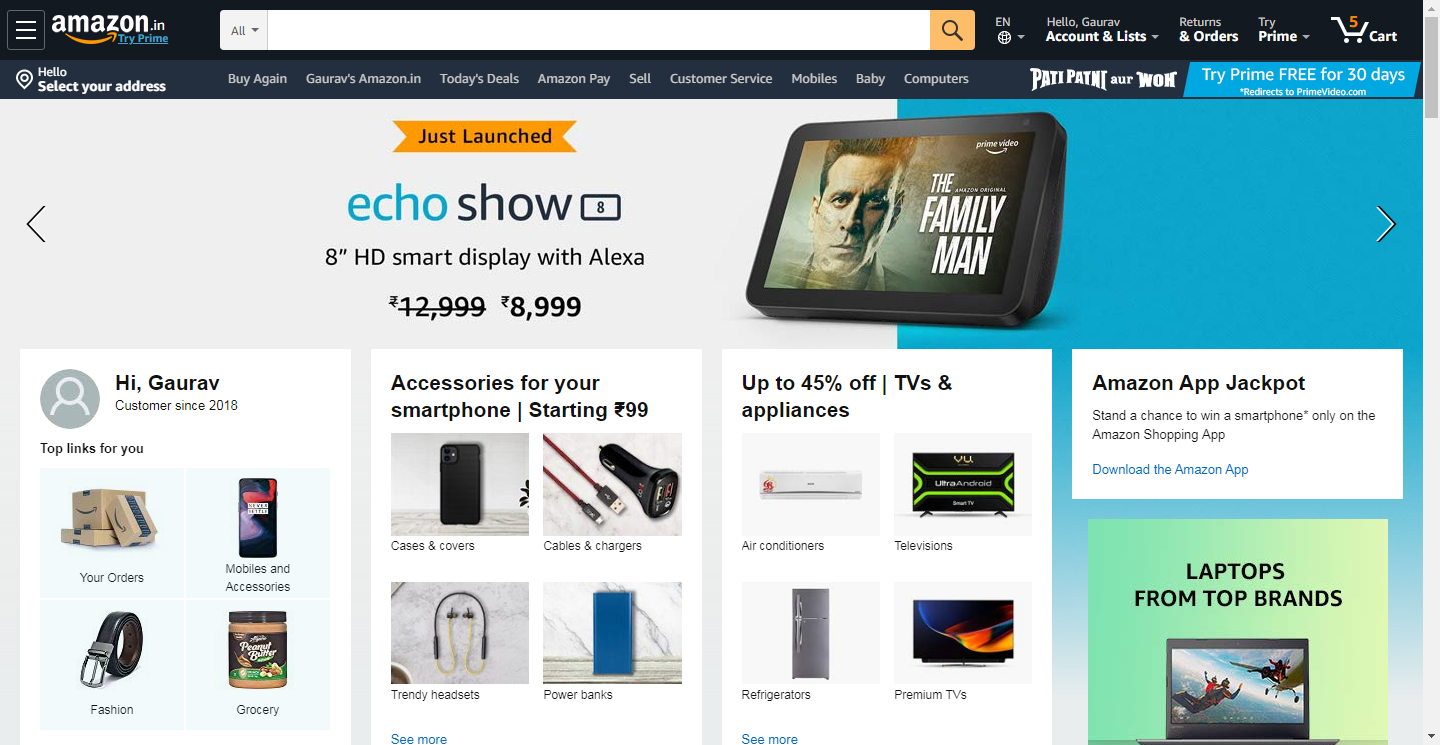 amazon.in
Try Prime
All
EN
Hello, Gaurav
Account & Lists
Returns
& Orders
Try
Prime
5
Cart
Hello
Select your address
Buy Again
Gaurav's Amazon.in
Today's Deals
Amazon Pay
Sell
Customer Service
Mobiles
Baby
Computers
PATI PATNI AUR WOH
Try Prime FREE for 30 days
*Redirects to PrimeVideo.com
Just Launched
echo show 8
8” HD smart display with Alexa
₹12,999 ₹8,999
prime video
AMAZON ORIGINAL
THE
FAMILY
MAN
Hi, Gaurav
Customer since 2018
Top links for you
Your Orders
Mobiles and
Accessories
Fashion
Peanut
Butter
Grocery
Accessories for your
smartphone | Starting ₹99
Cases & covers
Cables & chargers
Trendy headsets
Power banks
See more
Up to 45% off | TVs &
appliances
Air conditioners
VU
UltraAndroid
Smart TV
Televisions
Refrigerators
Premium TVs
See more
Amazon App Jackpot
Stand a chance to win a smartphone* only on the
Amazon Shopping App
Download the Amazon App
LAPTOPS
FROM TOP BRANDS